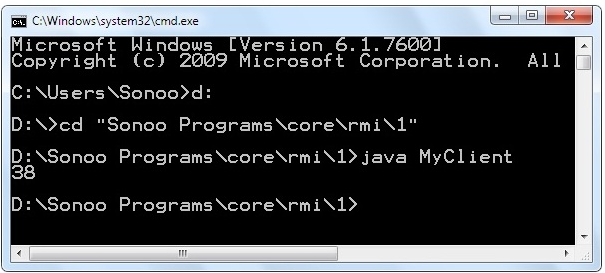 C:\Windows\system32\cmd.exe
Microsoft Windows [Version 6.1.7600]
Copyright (c) 2009 Microsoft Corporation.  All
C:\Users\Sonoo>d:
D:\>cd "Sonoo Programs\core\rmi\1"
D:\Sonoo Programs\core\rmi\1>java MyClient
38
D:\Sonoo Programs\core\rmi\1>